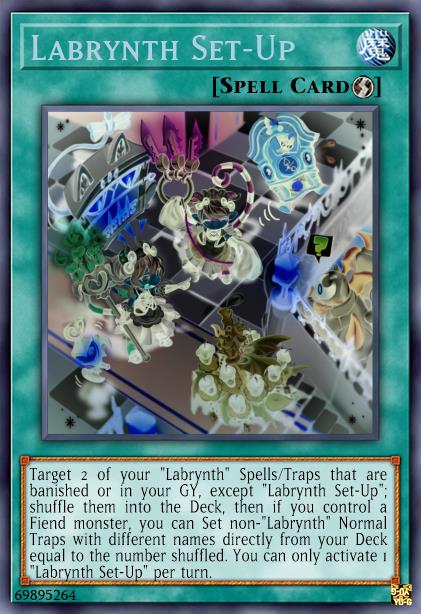 Labrynth Set-Up
魔
[Spell Card]
?
Target 2 of your "Labrynth" Spells/Traps that are
banished or in your GY, except "Labrynth Set-Up";
shuffle them into the Deck, then if you control a
Fiend monster, you can Set non-"Labrynth" Normal
Traps with different names directly from your Deck
equal to the number shuffled. You can only activate 1
"Labrynth Set-Up" per turn.
69895264